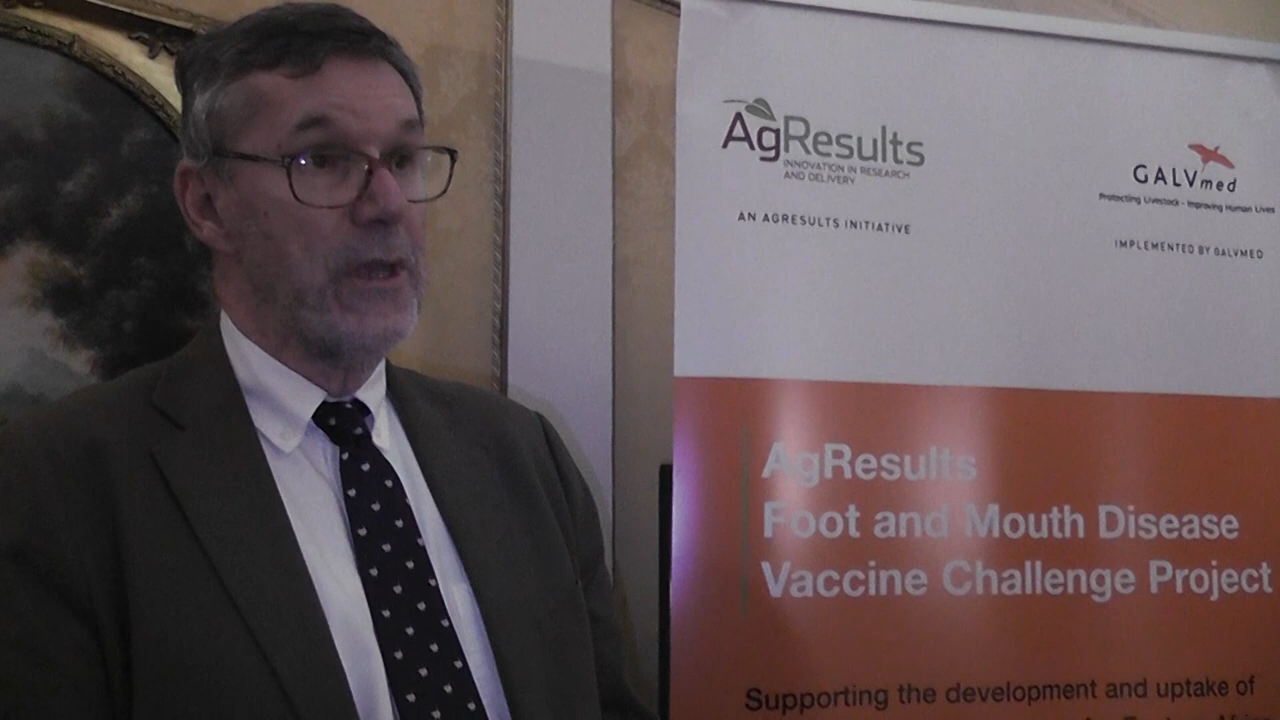 AgResults
INNOVATION IN RESEARCH
AND DELIVERY
AN AGRESULTS INITIATIVE
GALVmed
Protecting Livestock - Improving Human Lives
IMPLEMENTED BY GALVMED
AgResults
Foot and Mouth Disease
Vaccine Challenge Project
Supporting the development and uptake of